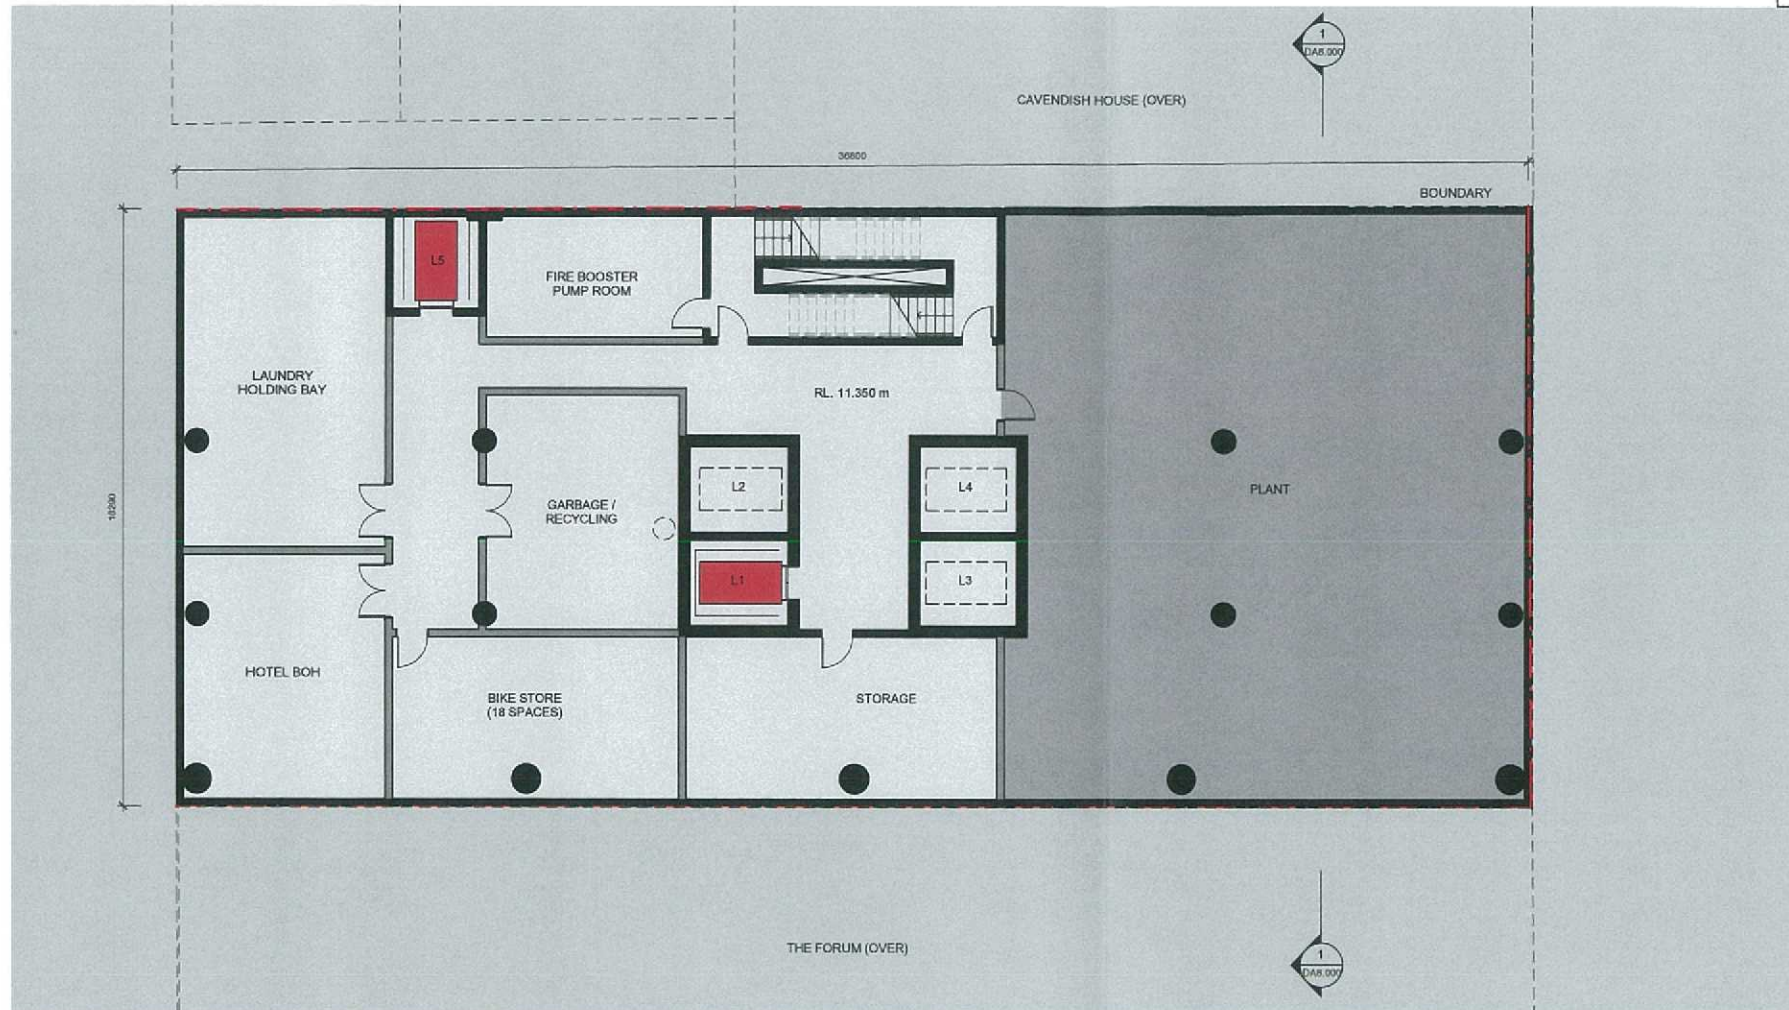 1
DA8.000
CAVENDISH HOUSE (OVER)
36800
BOUNDARY
L5
FIRE BOOSTER
PUMP ROOM
LAUNDRY
HOLDING BAY
RL. 11.350 m
L2
L4
PLANT
GARBAGE /
RECYCLING
18290
L1
L3
HOTEL BOH
BIKE STORE
(18 SPACES)
STORAGE
THE FORUM (OVER)
1
DA8.000